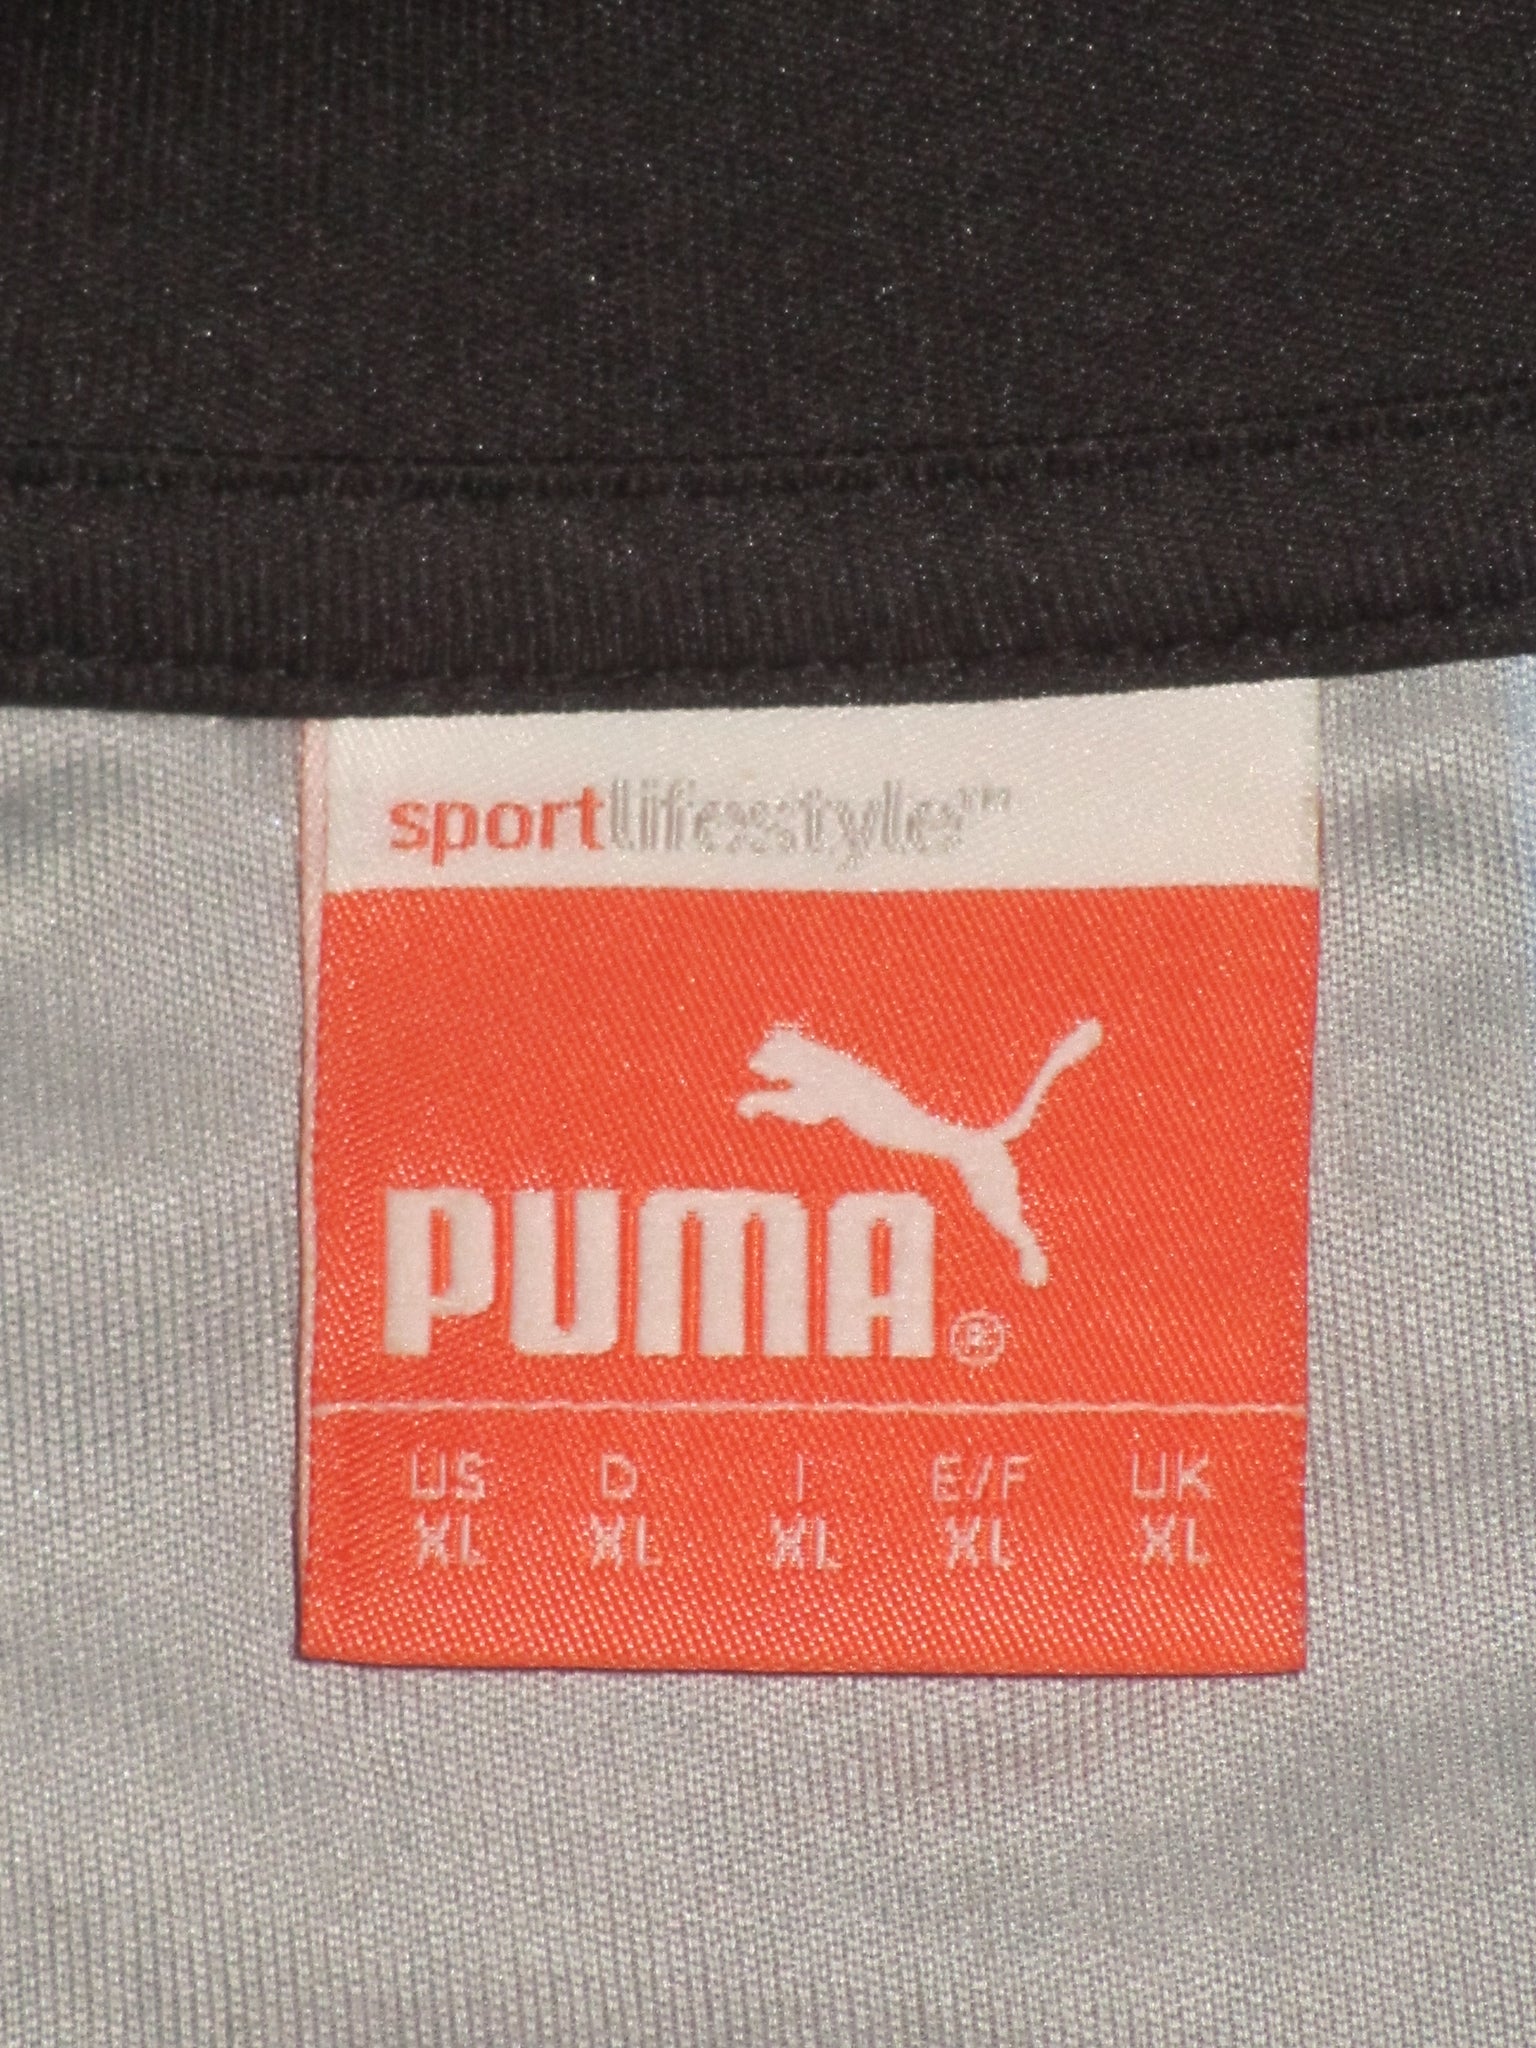 sportlifestyle™
PUMA®
US D I E/F UK
XL XL XL XL XL